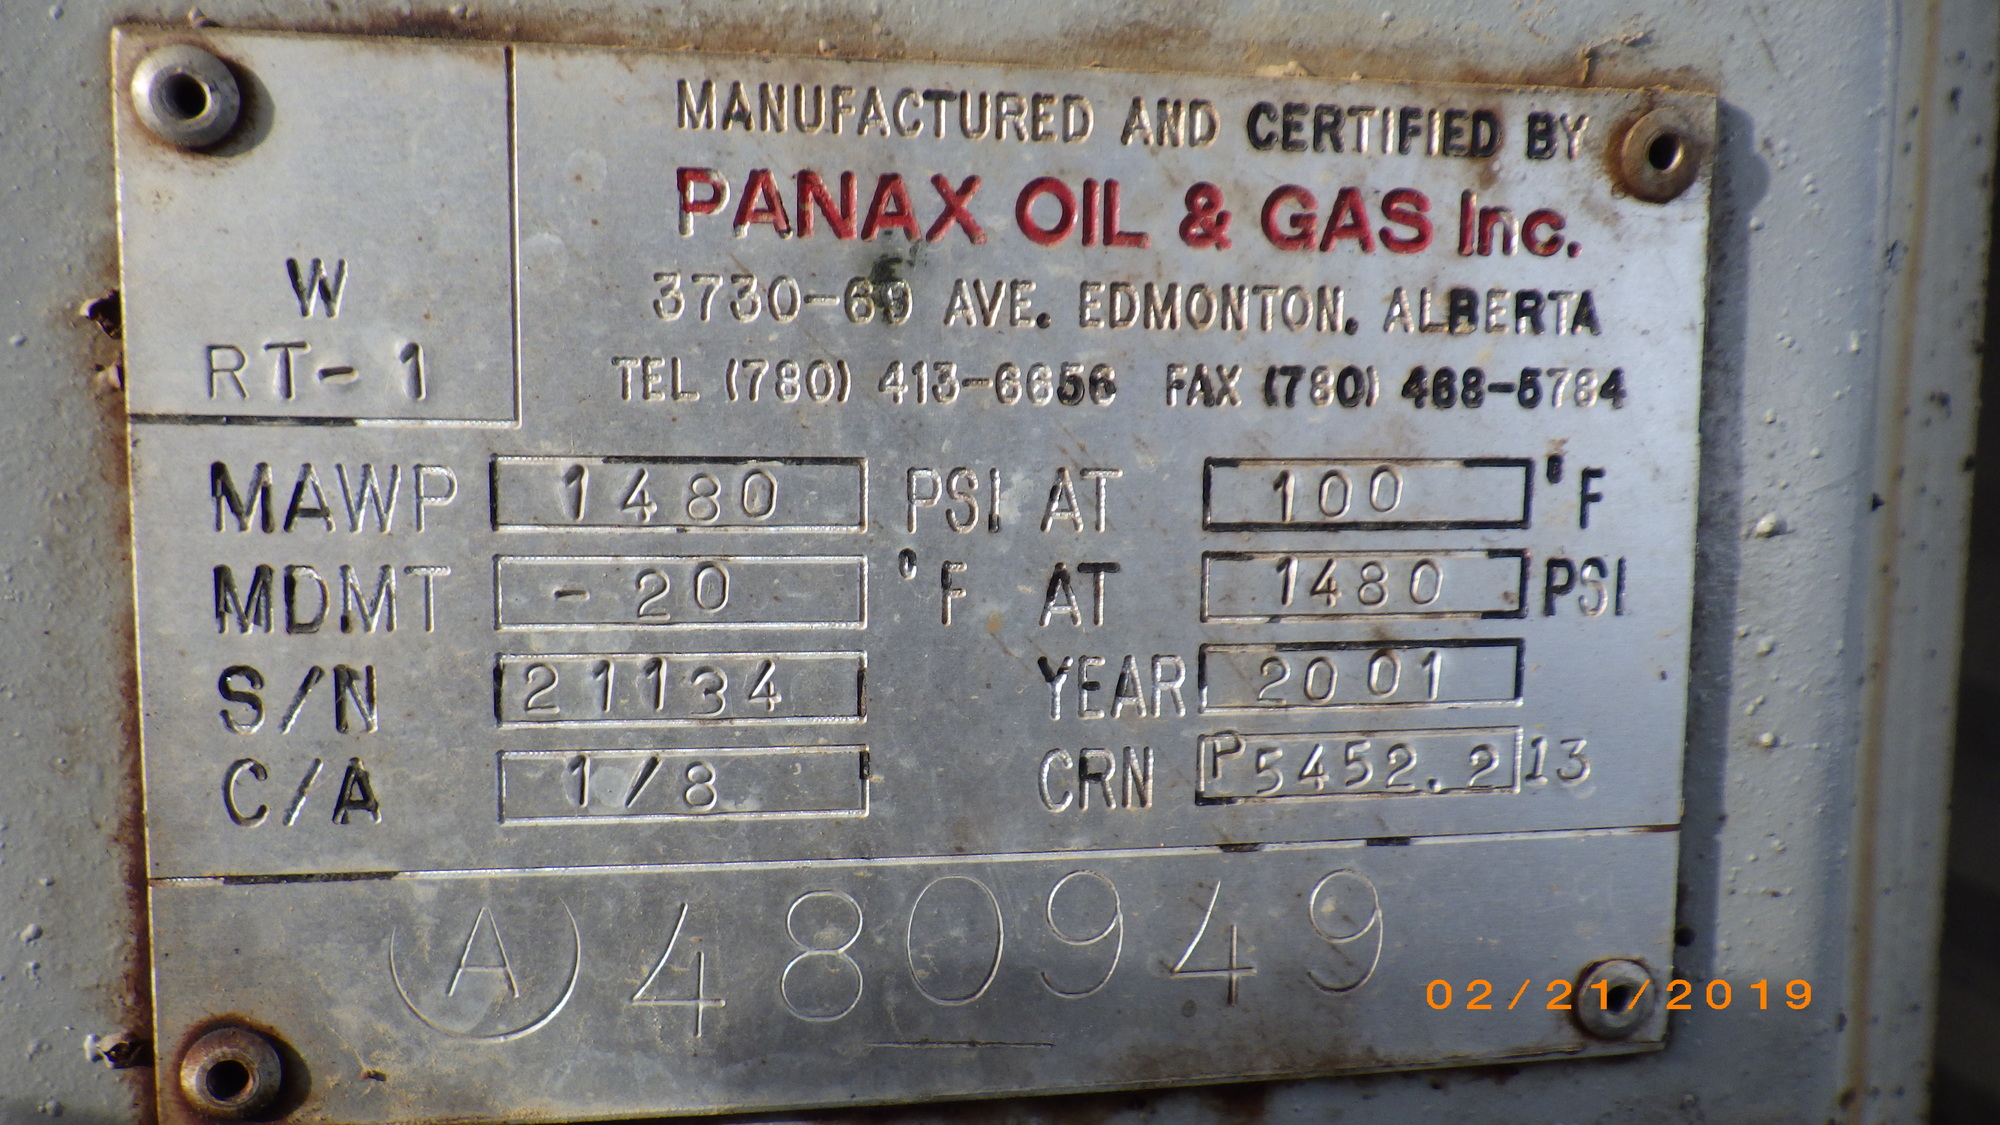 W
RT-1
MANUFACTURED AND CERTIFIED BY
PANAX OIL & GAS Inc.
3730-69 AVE. EDMONTON, ALBERTA
TEL (780) 413-6656 FAX (780) 468-5784
MAWP 1480 PSI AT 100 °F
MDMT -20 °F AT 1480 PSI
S/N 21134 YEAR 2001
C/A 1/8 CRN P5452.213
A 480949
02/21/2019